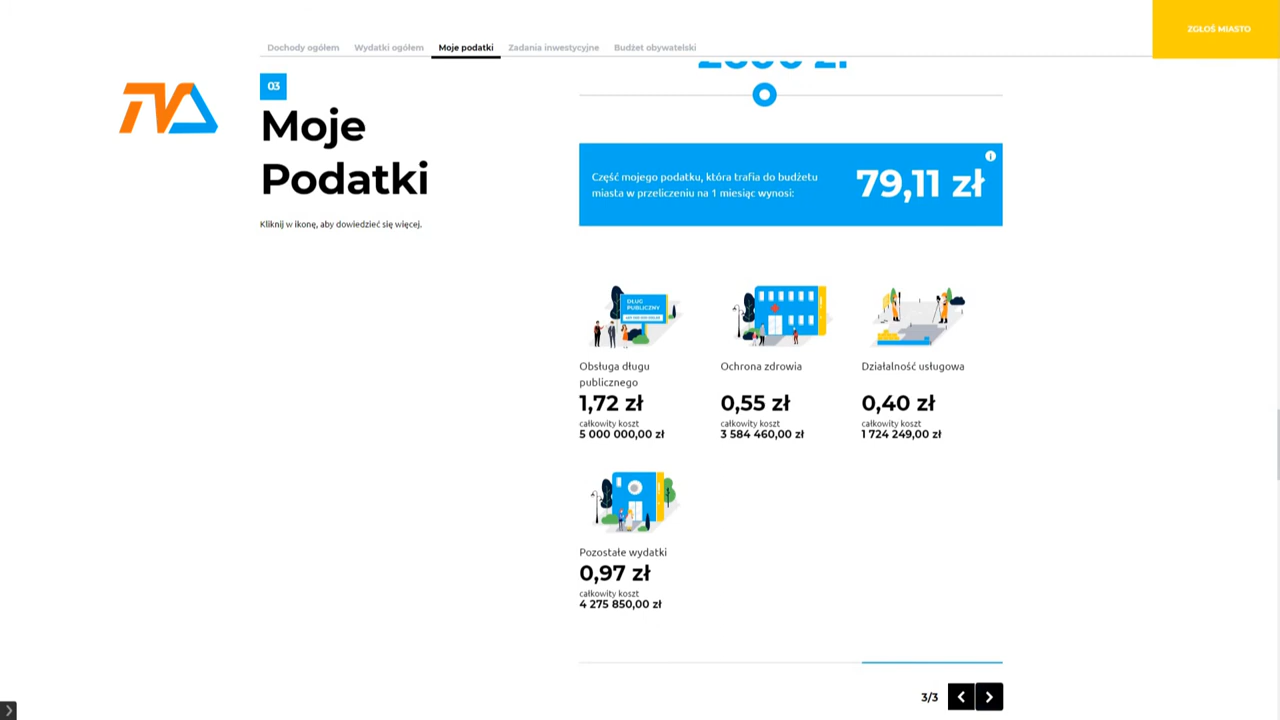 Dochody ogółem Wydatki ogółem Moje podatki Zadania inwestycyjne Budżet obywatelski
ZGŁOŚ MIASTO
03
Moje
Podatki
Kliknij w ikonę, aby dowiedzieć się więcej.
Część mojego podatku, która trafia do budżetu
miasta w przeliczeniu na 1 miesiąc wynosi:
79,11 zł
DŁUG
PUBLICZNY
Obsługa długu
publicznego
1,72 zł
całkowity koszt
5 000 000,00 zł
Ochrona zdrowia
0,55 zł
całkowity koszt
3 584 460,00 zł
Działalność usługowa
0,40 zł
całkowity koszt
1 724 249,00 zł
Pozostałe wydatki
0,97 zł
całkowity koszt
4 275 850,00 zł
3/3